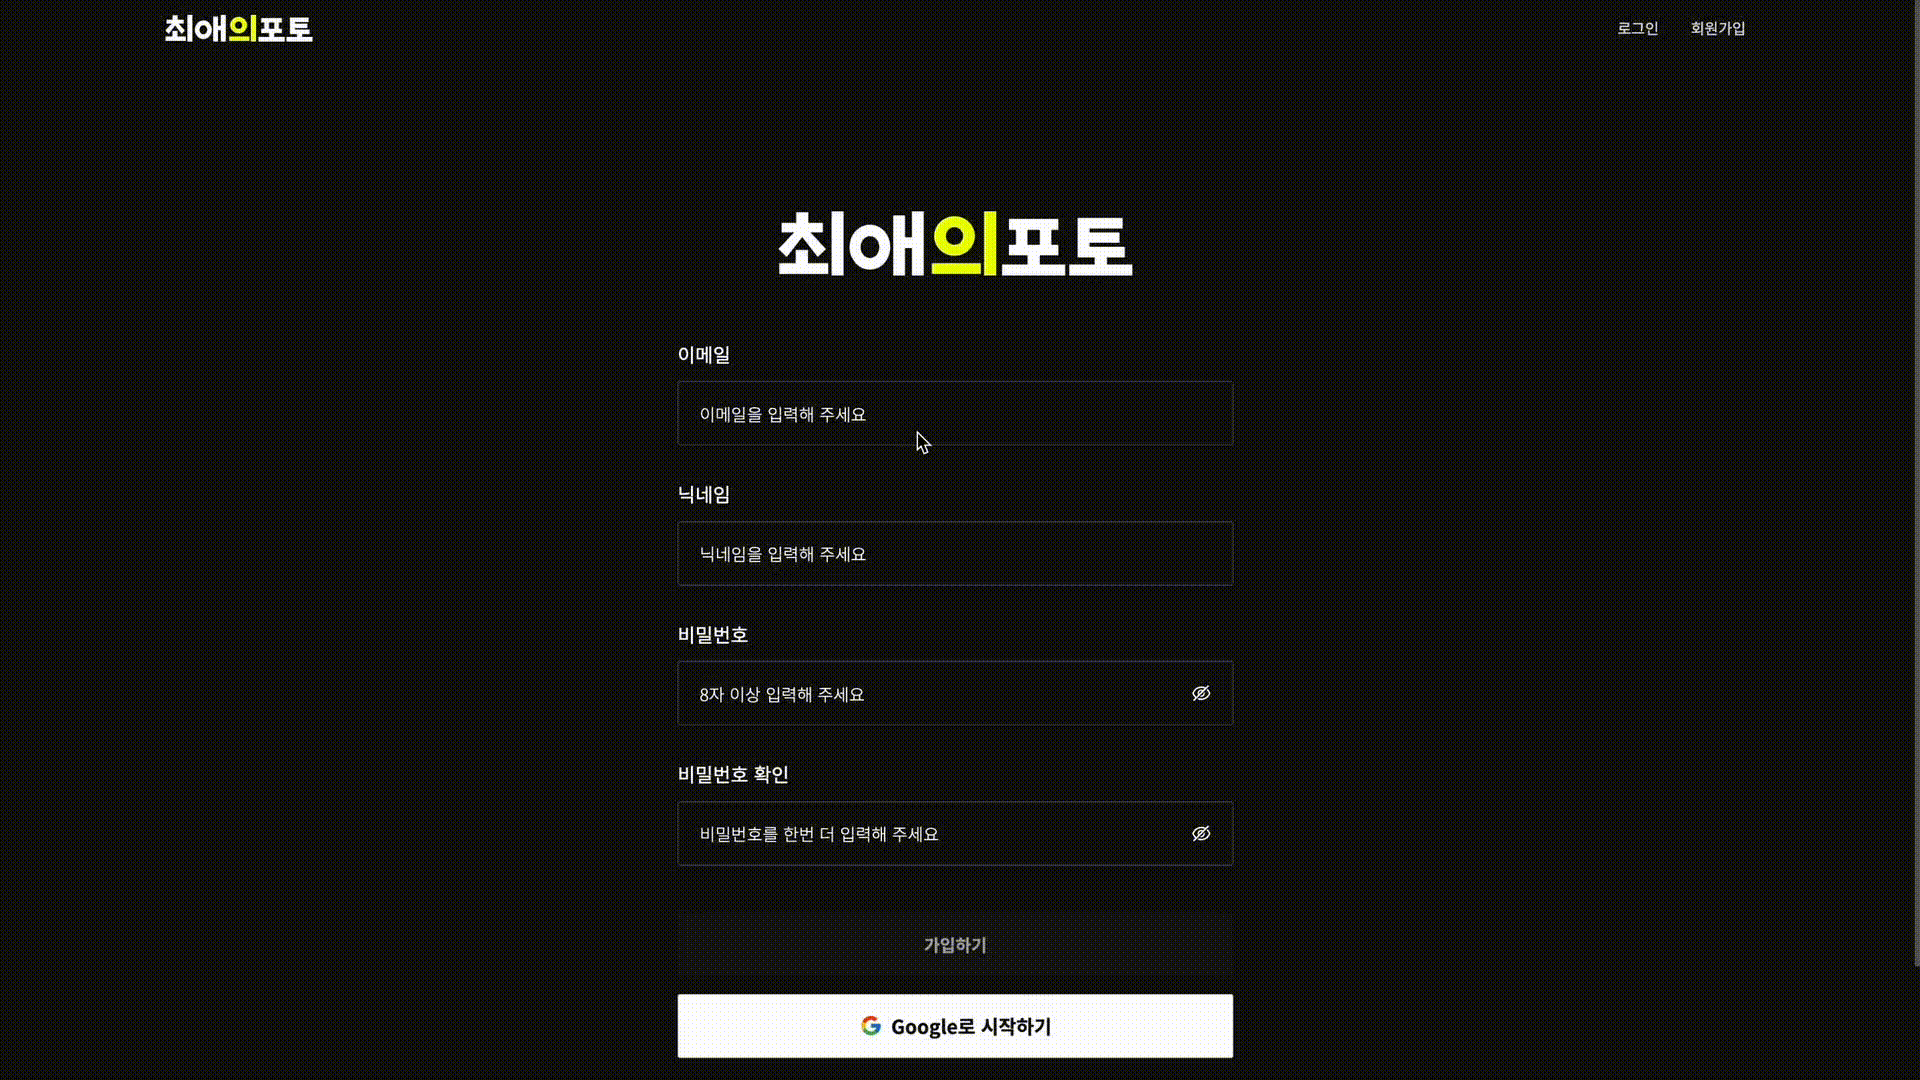 최애의포토
로그인 회원가입
최애의포토
이메일
이메일을 입력해 주세요
닉네임
닉네임을 입력해 주세요
비밀번호
8자 이상 입력해 주세요
비밀번호 확인
비밀번호를 한번 더 입력해 주세요
가입하기
Google로 시작하기